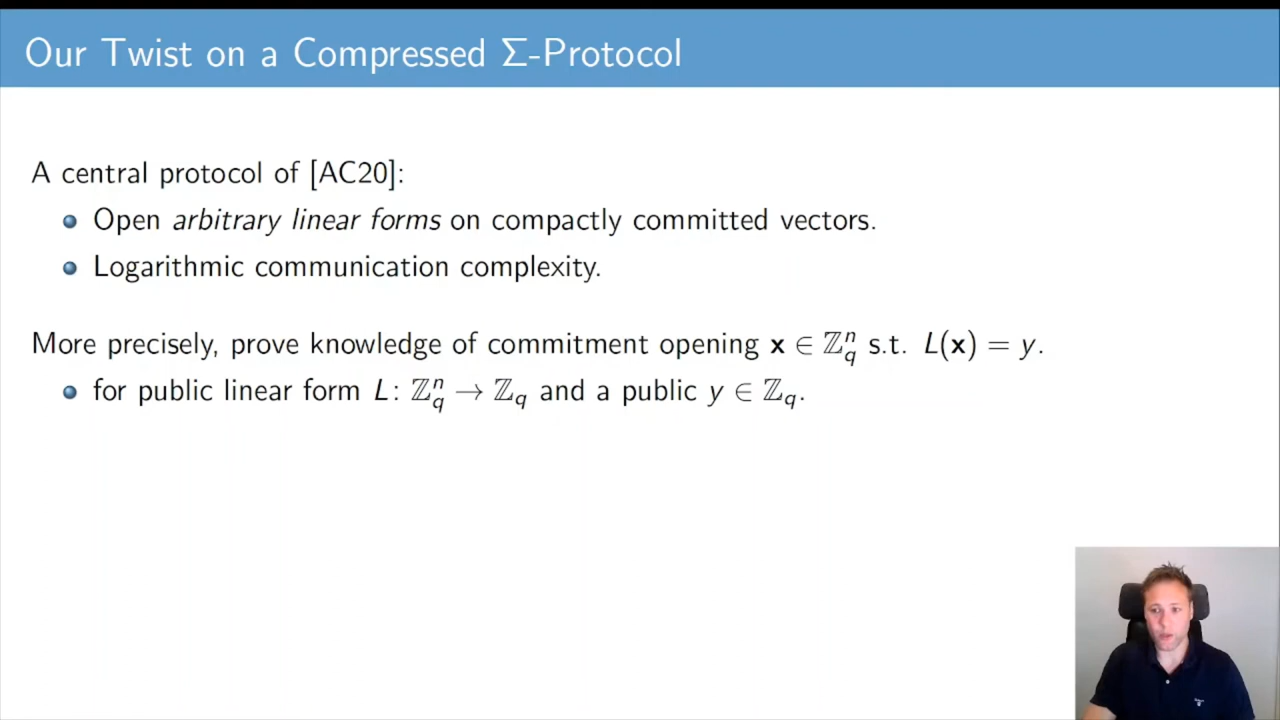 Our Twist on a Compressed Σ-Protocol
A central protocol of [AC20]:
Open arbitrary linear forms on compactly committed vectors.
Logarithmic communication complexity.
More precisely, prove knowledge of commitment opening x ∈ ℤ_q^n s.t. L(x) = y.
for public linear form L: ℤ_q^n → ℤ_q and a public y ∈ ℤ_q.